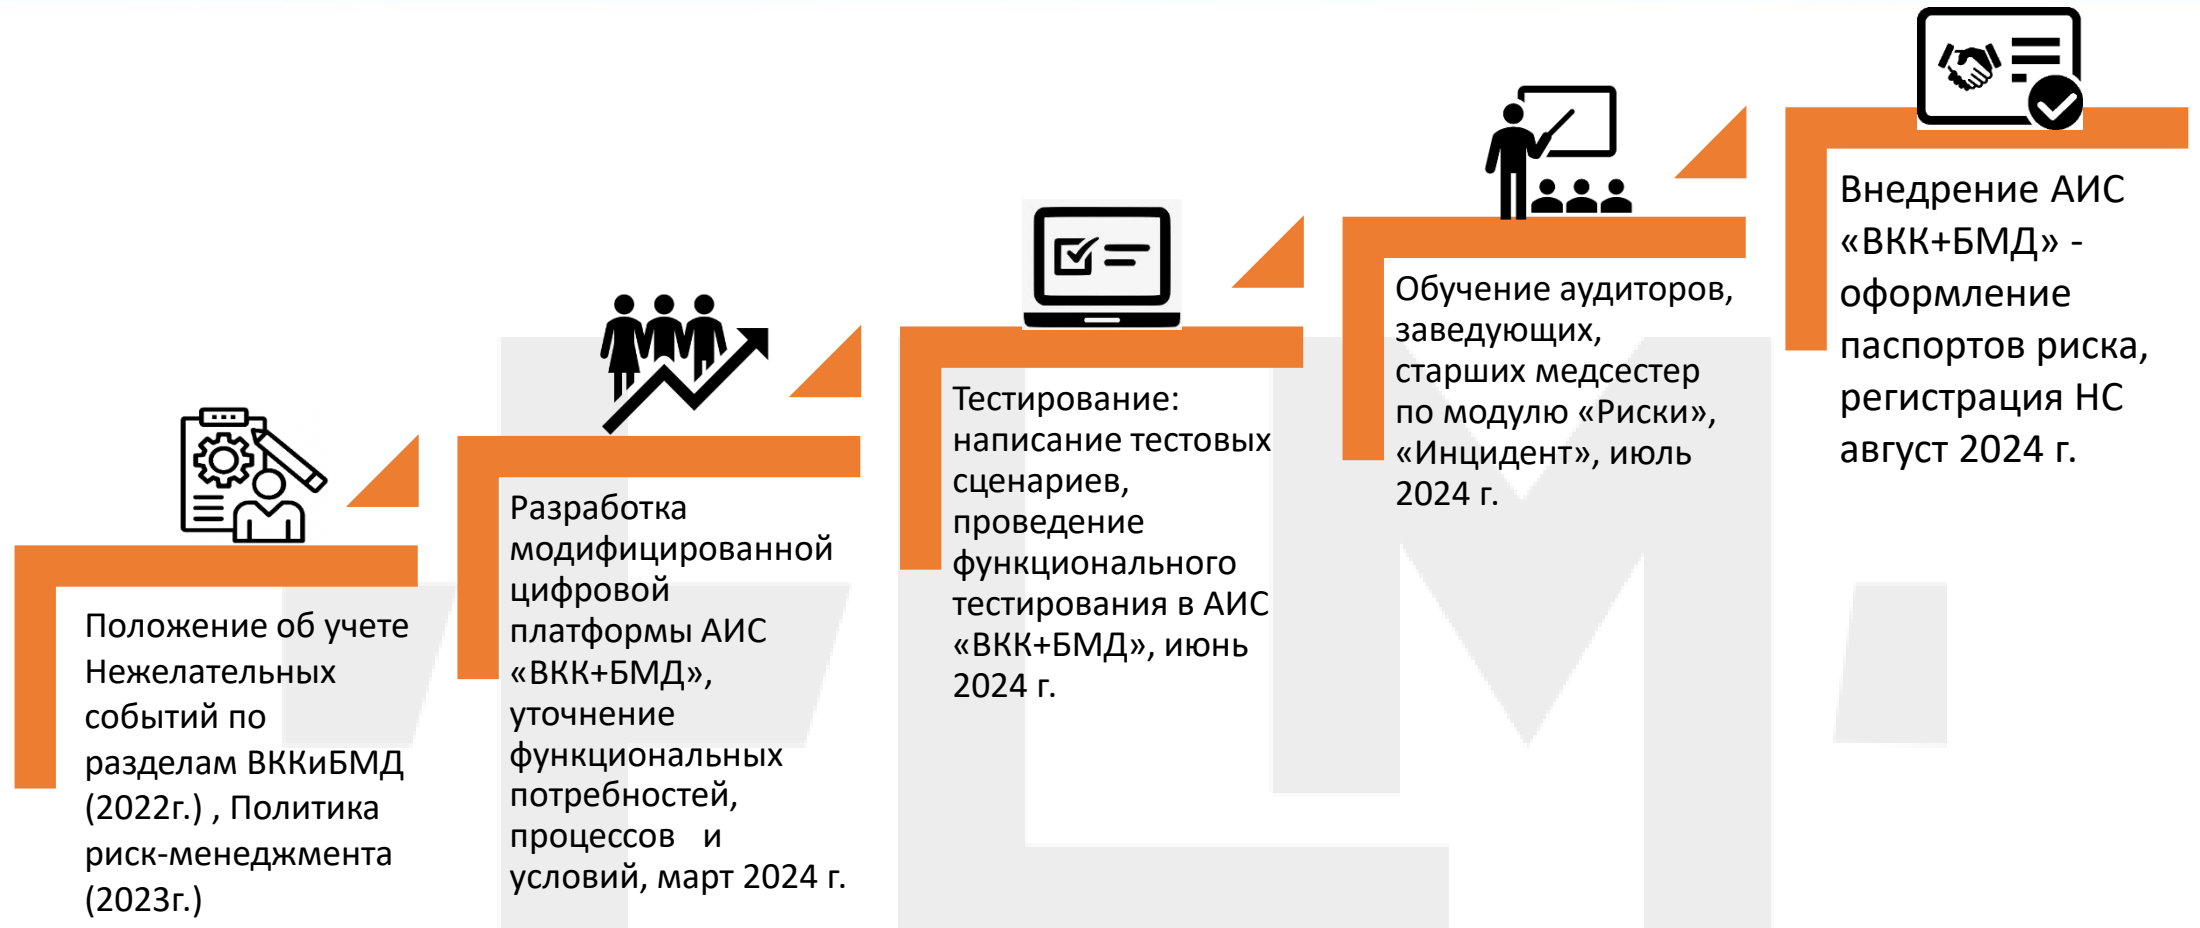 Положение об учете
Нежелательных
событий по
разделам ВККиБМД
(2022г.) , Политика
риск-менеджмента
(2023г.)
Разработка
модифицированной
цифровой
платформы АИС
«ВКК+БМД»,
уточнение
функциональных
потребностей,
процессов и
условий, март 2024 г.
Тестирование:
написание тестовых
сценариев,
проведение
функционального
тестирования в АИС
«ВКК+БМД», июнь
2024 г.
Обучение аудиторов,
заведующих,
старших медсестер
по модулю «Риски»,
«Инцидент», июль
2024 г.
Внедрение АИС
«ВКК+БМД» -
оформление
паспортов риска,
регистрация НС
август 2024 г.